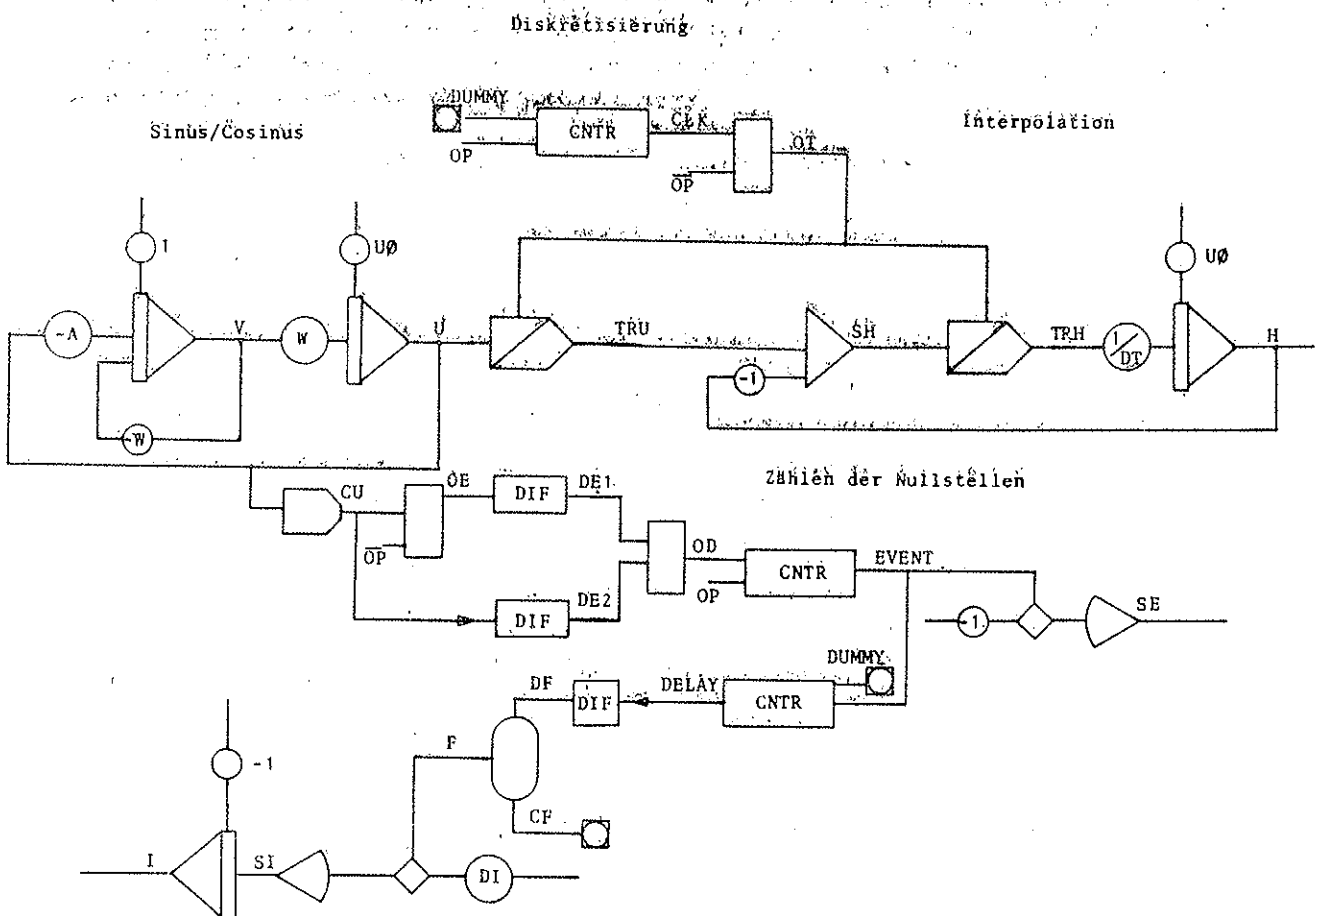 Diskretisierung
Sinus/Cosinus
DUMMY
CNTR
CLK
OP
OP
OT
Interpolation
1
UØ
UØ
-A
V
W
U
TRU
SH
-1
TRH
1/DT
H
W
Zählen der Nullstellen
CU
OE
DIF
DE1
OP
OD
CNTR
EVENT
OP
DIF
DE2
-1
SE
DUMMY
DF
DIF
DELAY
CNTR
F
-1
CF
I
SI
DI